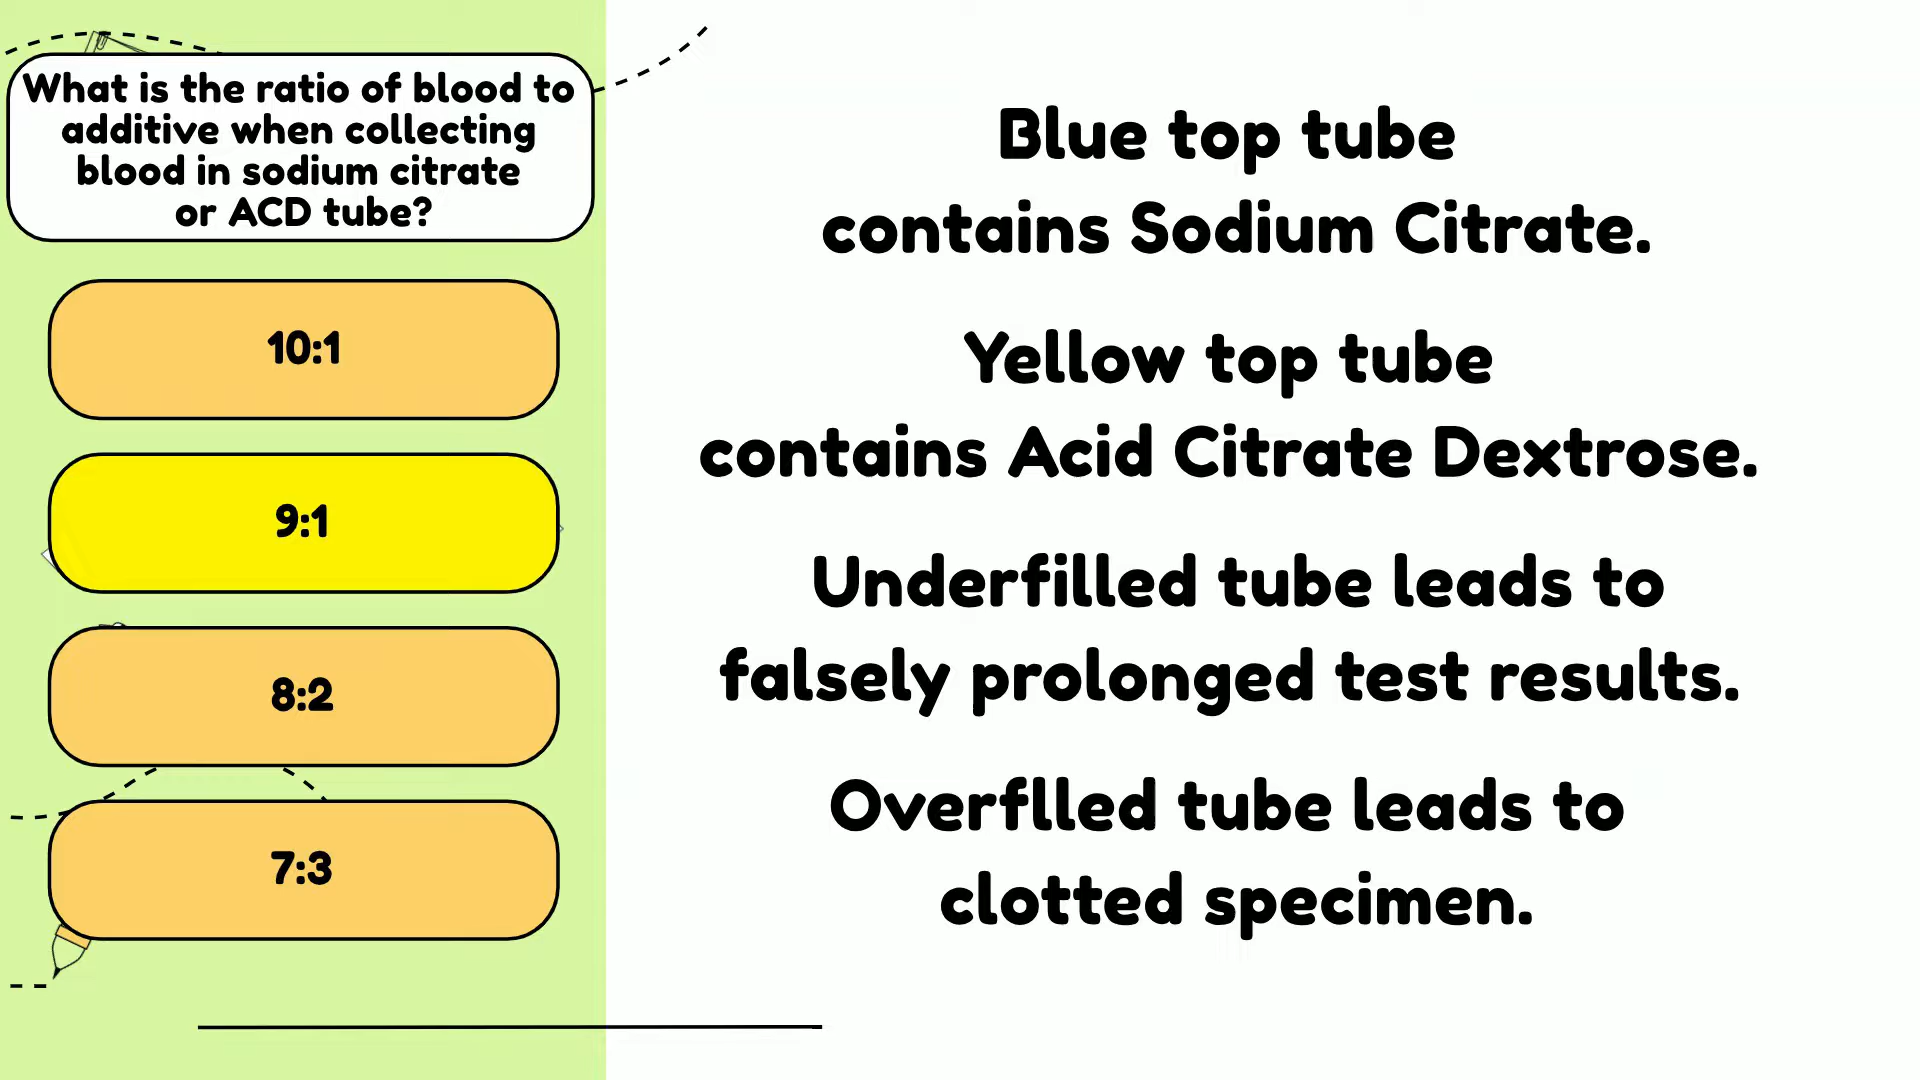 What is the ratio of blood to
additive when collecting
blood in sodium citrate
or ACD tube?
10:1
9:1
8:2
7:3
Blue top tube
contains Sodium Citrate.
Yellow top tube
contains Acid Citrate Dextrose.
Underfilled tube leads to
falsely prolonged test results.
Overflled tube leads to
clotted specimen.